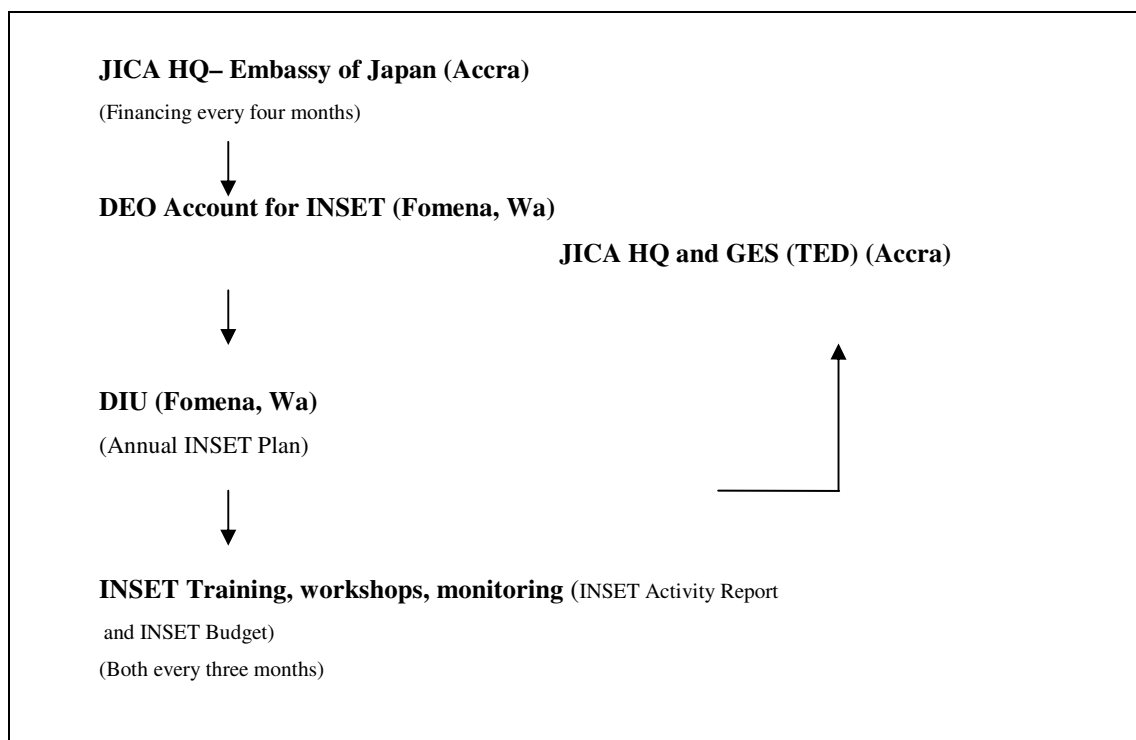 JICA HQ– Embassy of Japan (Accra)
(Financing every four months)
DEO Account for INSET (Fomena, Wa)
JICA HQ and GES (TED) (Accra)
DIU (Fomena, Wa)
(Annual INSET Plan)
INSET Training, workshops, monitoring (INSET Activity Report
and INSET Budget)
(Both every three months)